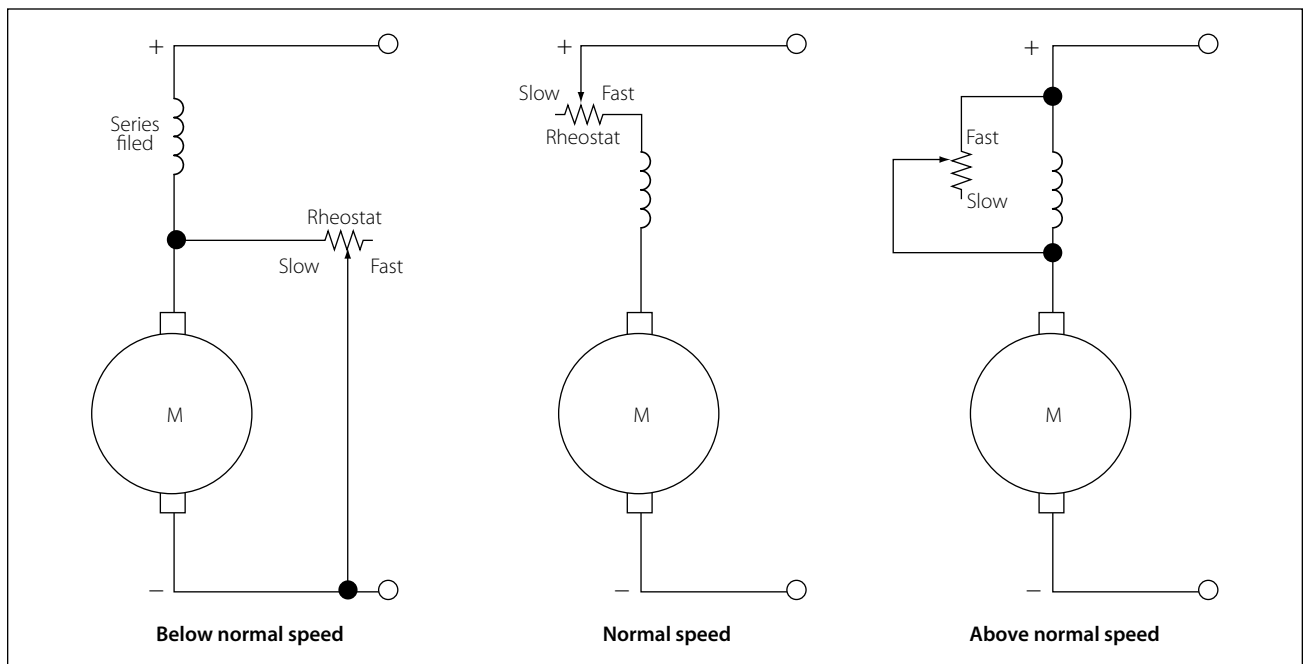 +
Series
filed
Rheostat
Slow Fast
M
−
Below normal speed
+
Slow Fast
Rheostat
M
−
Normal speed
+
Fast
Slow
M
−
Above normal speed